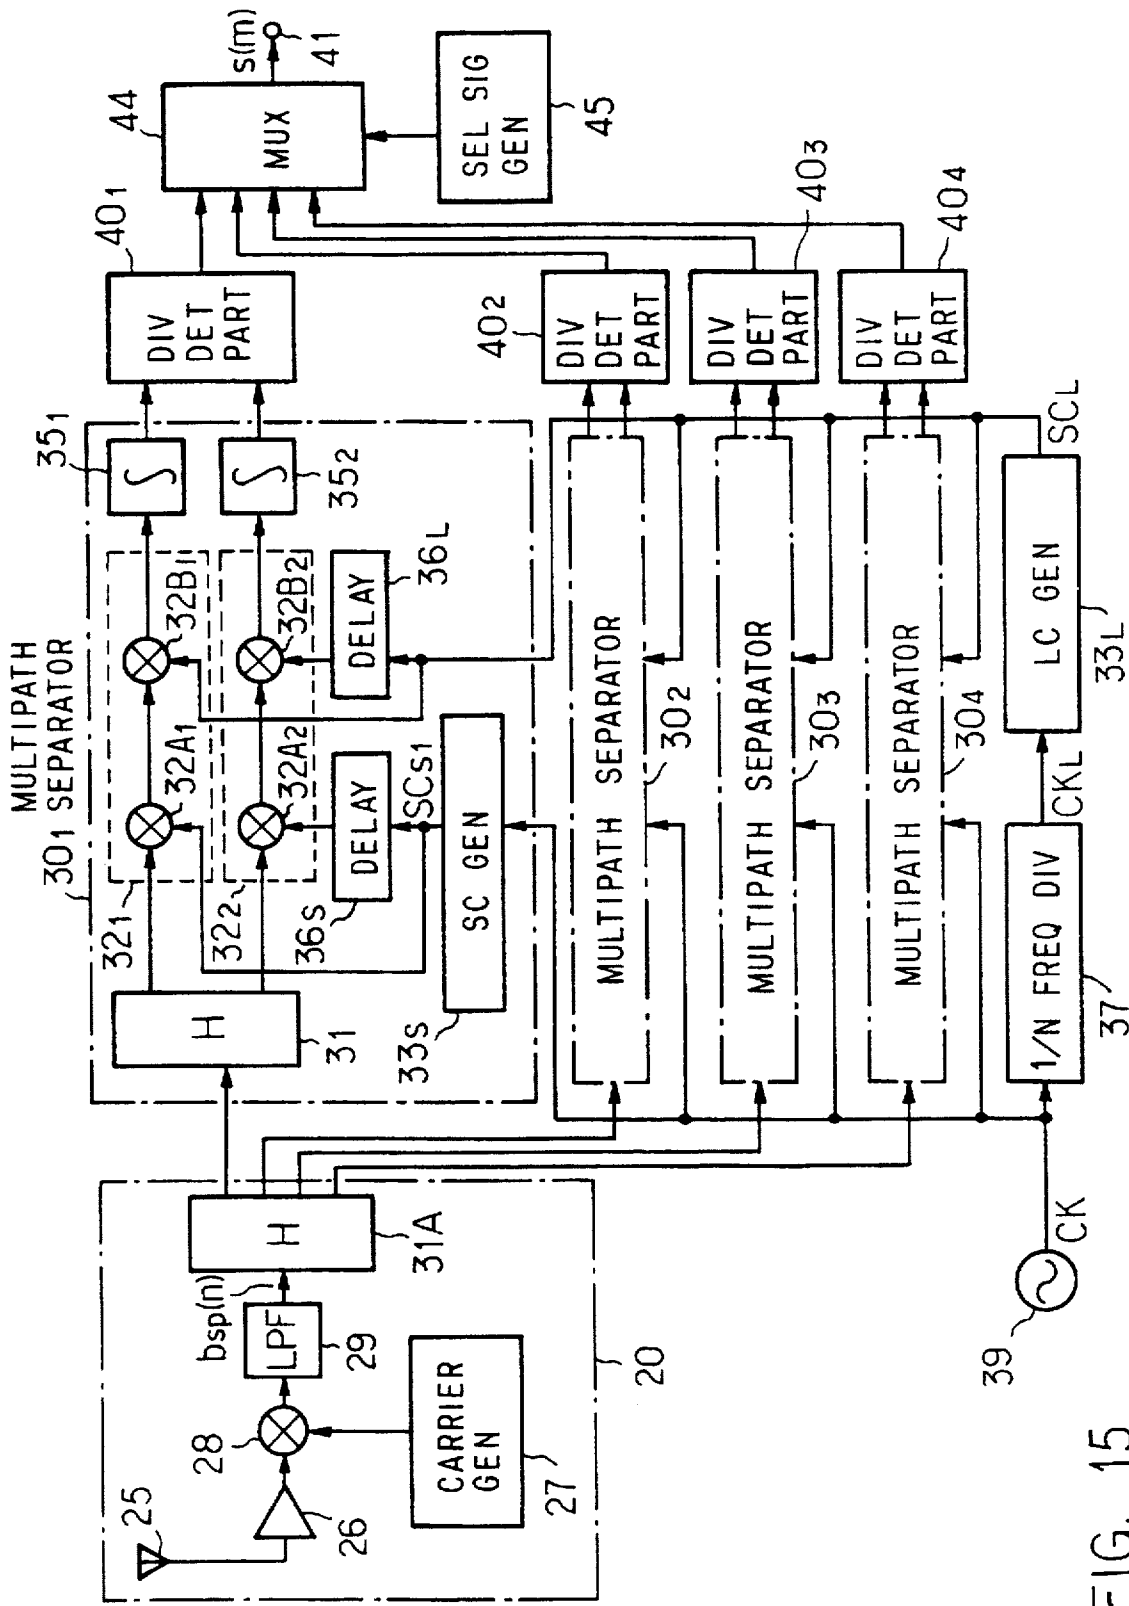 MULTIPATH
30₁ SEPARATOR
25
26
28
CARRIER
GEN
27
bsp(n)
LPF
29
H
31A
20
H
31
32₁
32A₁
32B₁
32₂
32A₂
32B₂
∫
35₁
∫
35₂
DELAY
36s
SCs1
DELAY
36L
SC GEN
33s
DIV
DET
PART
40₁
MUX
44
s(m)
41
SEL SIG
GEN
45
MULTIPATH SEPARATOR
30₂
DIV
DET
PART
40₂
MULTIPATH SEPARATOR
30₃
DIV
DET
PART
40₃
MULTIPATH SEPARATOR
30₄
DIV
DET
PART
40₄
39
CK
1/N FREQ DIV
37
CKL
LC GEN
33L
SCL
FIG. 15